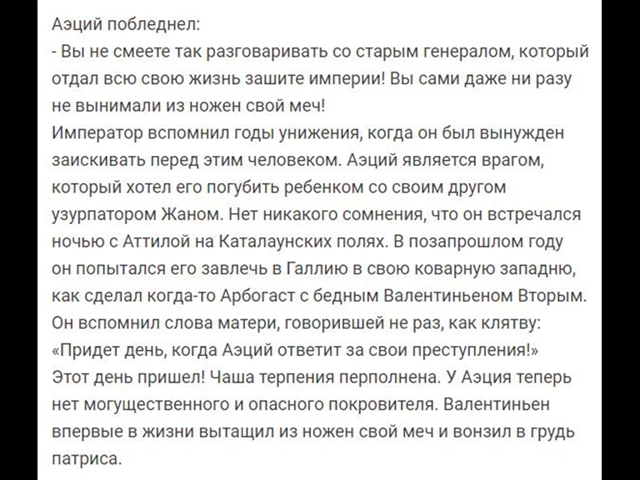 Аэций побледнел:
- Вы не смеете так разговаривать со старым генералом, который
отдал всю свою жизнь зашите империи! Вы сами даже ни разу
не вынимали из ножен свой меч!
Император вспомнил годы унижения, когда он был вынужден
заискивать перед этим человеком. Аэций является врагом,
который хотел его погубить ребенком со своим другом
узурпатором Жаном. Нет никакого сомнения, что он встречался
ночью с Аттилой на Каталаунских полях. В позапрошлом году
он попытался его завлечь в Галлию в свою коварную западню,
как сделал когда-то Арбогаст с бедным Валентиньеном Вторым.
Он вспомнил слова матери, говорившей не раз, как клятву:
«Придет день, когда Аэций ответит за свои преступления!»
Этот день пришел! Чаша терпения перполнена. У Аэция теперь
нет могущественного и опасного покровителя. Валентиньен
впервые в жизни вытащил из ножен свой меч и вонзил в грудь
патриса.